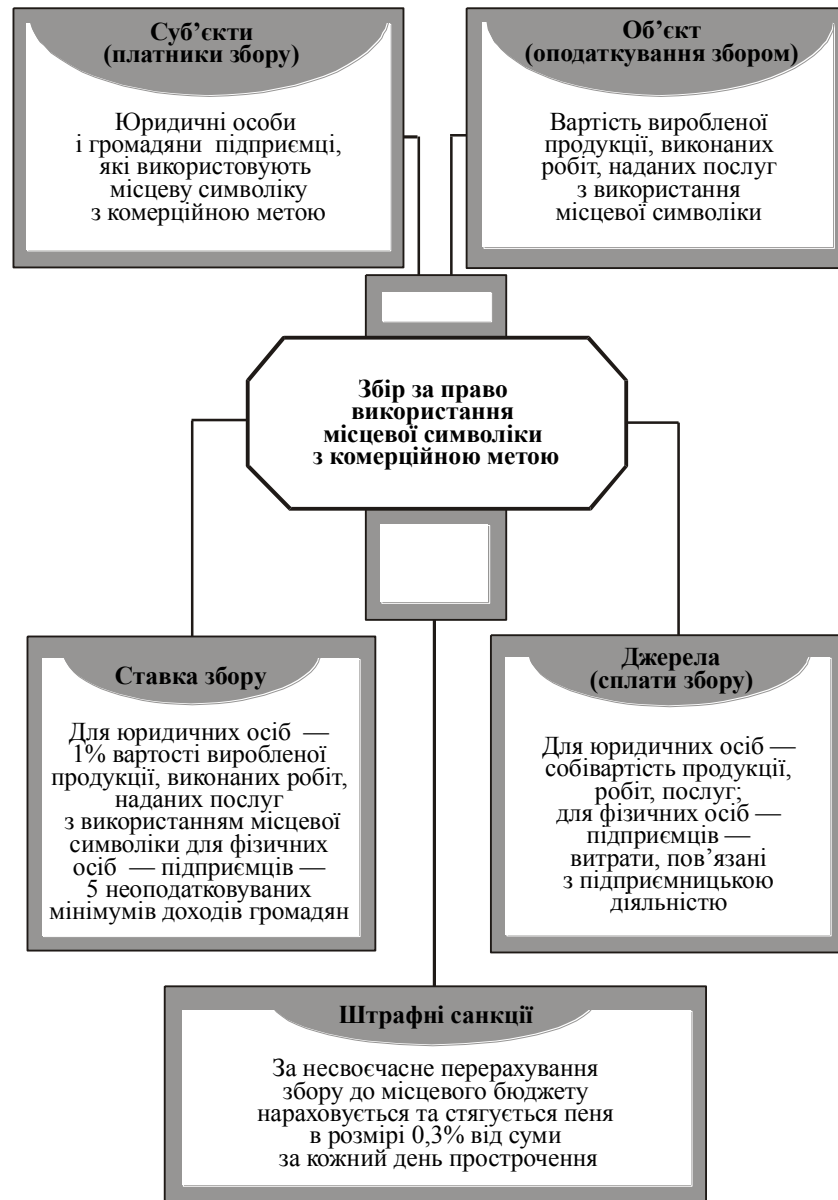 Суб’єкти
(платники збору)
Юридичні особи
і громадяни підприємці,
які використовують
місцеву символіку
з комерційною метою
Об’єкт
(оподаткування збором)
Вартість виробленої
продукції, виконаних
робіт, наданих послуг
з використання
місцевої символіки
Збір за право
використання
місцевої символіки
з комерційною метою
Ставка збору
Для юридичних осіб —
1% вартості виробленої
продукції, виконаних робіт,
наданих послуг
з використанням місцевої
символіки для фізичних
осіб — підприємців —
5 неоподатковуваних
мінімумів доходів громадян
Джерела
(сплати збору)
Для юридичних осіб —
собівартість продукції,
робіт, послуг;
для фізичних осіб —
підприємців —
витрати, пов’язані
з підприємницькою
діяльністю
Штрафні санкції
За несвоєчасне перерахування
збору до місцевого бюджету
нараховується та стягується пеня
в розмірі 0,3% від суми
за кожний день прострочення